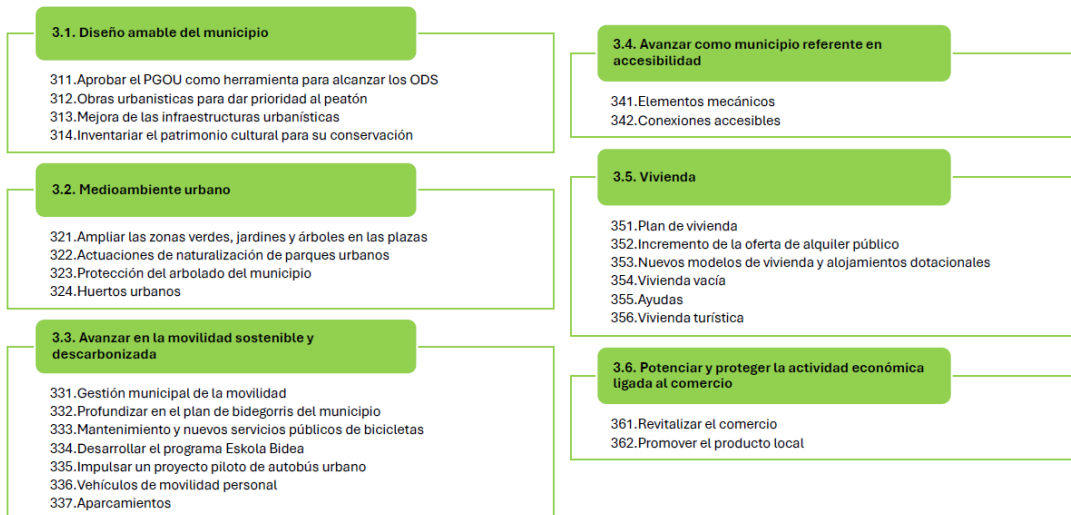 3.1. Diseño amable del municipio
311.Aprobar el PGOU como herramienta para alcanzar los ODS
312.Obras urbanisticas para dar prioridad al peatón
313.Mejora de las infraestructuras urbanísticas
314.Inventariar el patrimonio cultural para su conservación
3.2. Medioambiente urbano
321.Ampliar las zonas verdes, jardines y árboles en las plazas
322.Actuaciones de naturalización de parques urbanos
323.Protección del arbolado del municipio
324.Huertos urbanos
3.3. Avanzar en la movilidad sostenible y
descarbonizada
331.Gestión municipal de la movilidad
332.Profundizar en el plan de bidegorris del municipio
333.Mantenimiento y nuevos servicios públicos de bicicletas
334.Desarrollar el programa Eskola Bidea
335.Impulsar un proyecto piloto de autobús urbano
336.Vehículos de movilidad personal
337.Aparcamientos
3.4. Avanzar como municipio referente en
accesibilidad
341.Elementos mecánicos
342.Conexiones accesibles
3.5. Vivienda
351.Plan de vivienda
352.Incremento de la oferta de alquiler público
353.Nuevos modelos de vivienda y alojamientos dotacionales
354.Vivienda vacía
355.Ayudas
356.Vivienda turística
3.6. Potenciar y proteger la actividad económica
ligada al comercio
361.Revitalizar el comercio
362.Promover el producto local